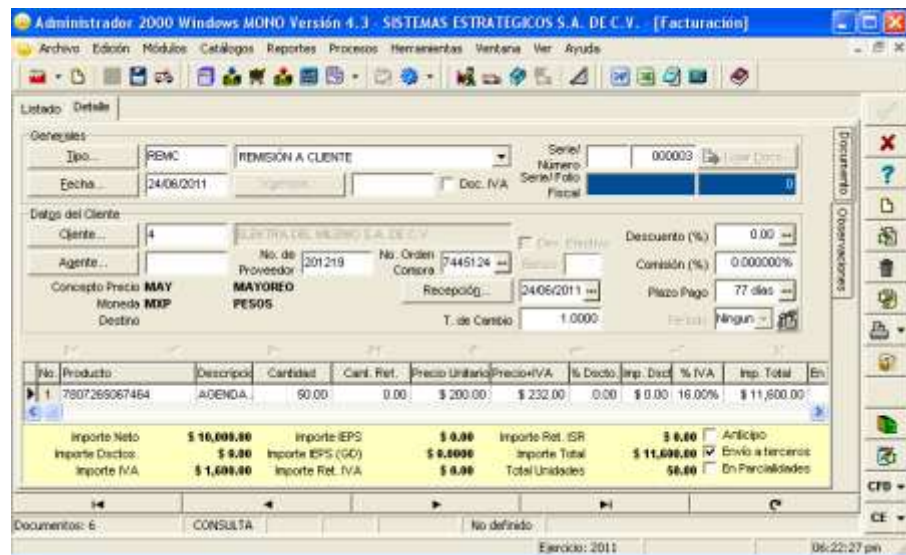 Administrador 2000 Windows MONO Versión 4.3 - SISTEMAS ESTRATEGICOS S.A. DE C.V. - [Facturación]
Archivo Edición Módulos Catálogos Reportes Procesos Herramientas Ventana Ver Ayuda
Listado Detalle
Generales
Tipo... REMC REMISIÓN A CLIENTE Serie/ Número 000003
Fecha... 24/06/2011 Doc. IVA Serie/Folio Fiscal 0
Documento
Observaciones
Datos del Cliente
Cliente... 4 ELEKTRA DEL MILENIO S.A. DE C.V. Descuento (%) 0.00
Agente... No. de Proveedor 201219 No. Orden Compra 7445124 Comisión (%) 0.000000%
Concepto Precio MAY MAYOREO Recepción... 24/06/2011 Plazo Pago 77 días
Moneda MXP PESOS
Destino T. de Cambio 1.0000 Ningun
No. Producto Descripció Cantidad Cant. Ret. Precio Unitario Precio+IVA % Dscto. Imp. Dsct % IVA Imp. Total En
1 7807265067464 AGENDA 50.00 0.00 $ 200.00 $ 232.00 0.00 $ 0.00 16.00% $ 11,600.00
Importe Neto $ 10,000.00 Importe IEPS $ 0.00 Importe Ret. ISR $ 0.00 Anticipo
Importe Dsctos. $ 0.00 Importe IEPS (GD) $ 0.0000 Importe Total $ 11,600.00 Envío a terceros
Importe IVA $ 1,600.00 Importe Ret. IVA $ 0.00 Total Unidades 50.00 En Parcialidades
CFD
CE
Documentos: 6 CONSULTA No definido
Ejercicio: 2011 06:22:27 pm